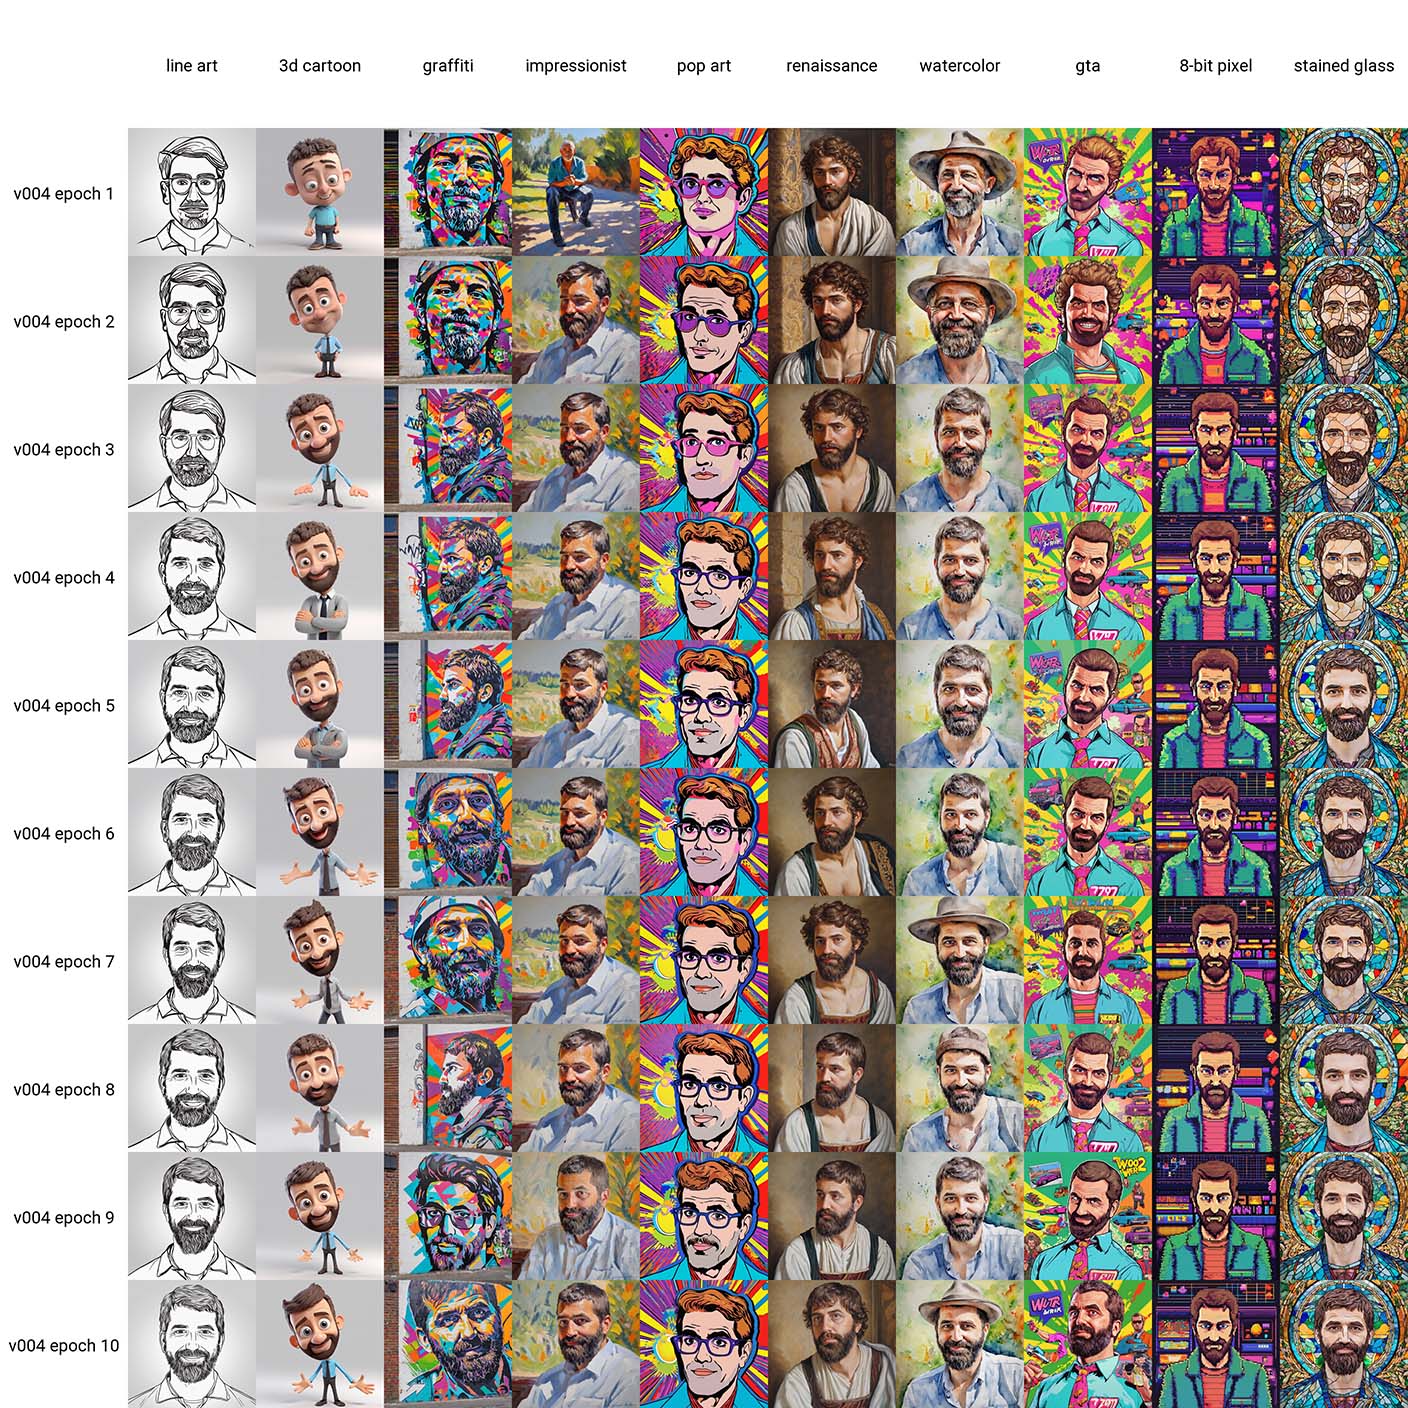 line art
3d cartoon
graffiti
impressionist
pop art
renaissance
watercolor
gta
8-bit pixel
stained glass
v004 epoch 1
v004 epoch 2
v004 epoch 3
v004 epoch 4
v004 epoch 5
v004 epoch 6
v004 epoch 7
v004 epoch 8
v004 epoch 9
v004 epoch 10